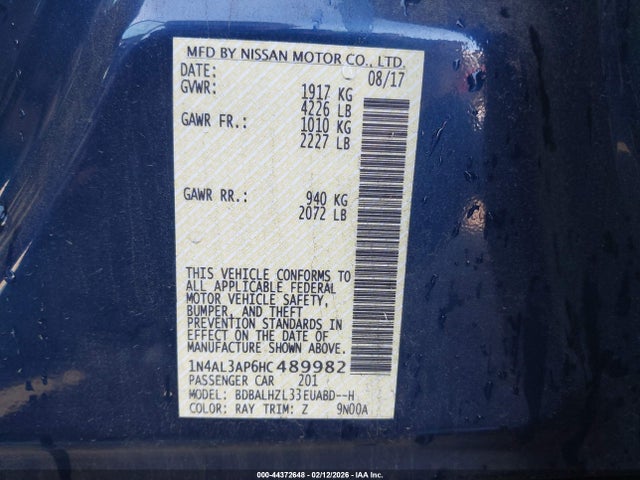 MFD BY NISSAN MOTOR CO., LTD.
DATE: 08/17
GVWR: 1917 KG
4226 LB
GAWR FR.: 1010 KG
2227 LB
GAWR RR.: 940 KG
2072 LB
THIS VEHICLE CONFORMS TO
ALL APPLICABLE FEDERAL
MOTOR VEHICLE SAFETY,
BUMPER, AND THEFT
PREVENTION STANDARDS IN
EFFECT ON THE DATE OF
MANUFACTURE SHOWN ABOVE.
1N4AL3AP6HC489982
PASSENGER CAR 201
MODEL: BDBALHZL33EUABD--H
COLOR: RAY TRIM: Z 9N00A
000-44372648 - 02/12/2026 - IAA Inc.